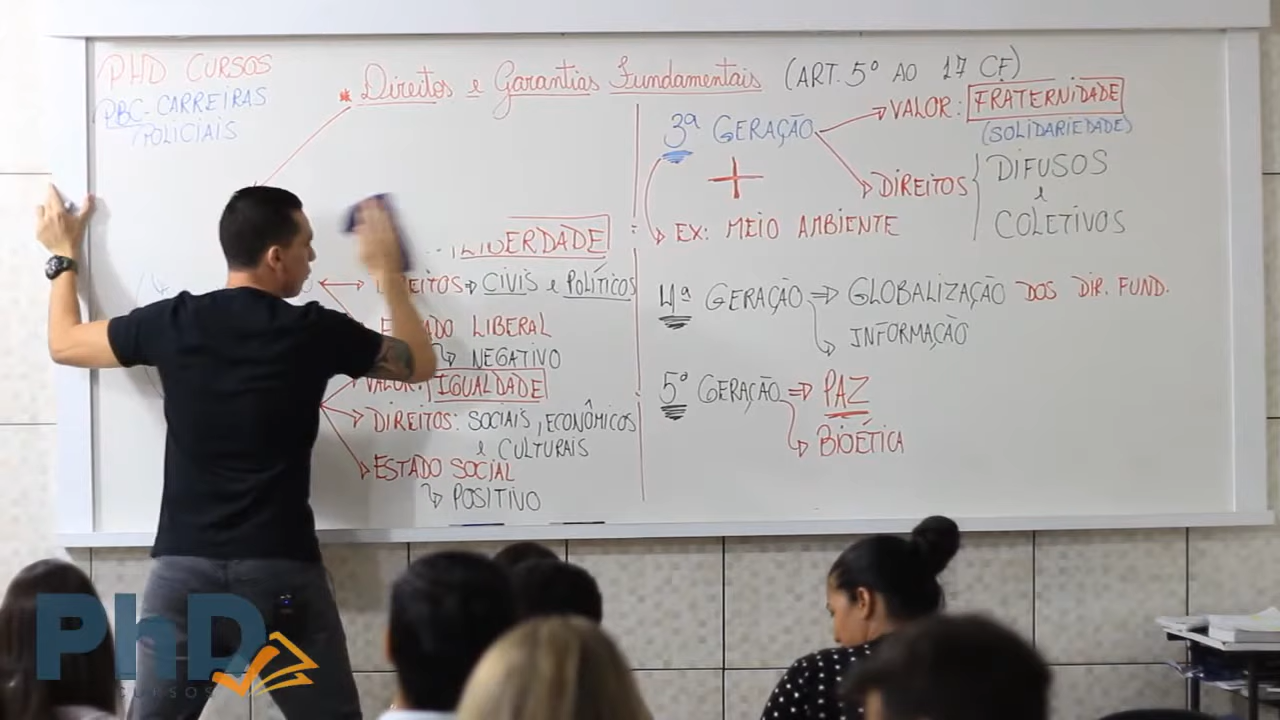 PHD CURSOS
PBC-CARREIRAS
POLICIAIS
* Direitos e Garantias Fundamentais (ART. 5º AO 17 CF)
LIBERDADE
DIREITOS → CIVIS e POLÍTICOS
ESTADO LIBERAL
NEGATIVO
VALOR: IGUALDADE
DIREITOS: SOCIAIS, ECONÔMICOS
e CULTURAIS
ESTADO SOCIAL
POSITIVO
3ª GERAÇÃO
VALOR: FRATERNIDADE
(SOLIDARIEDADE)
+
DIREITOS { DIFUSOS
e
COLETIVOS
EX: MEIO AMBIENTE
4ª GERAÇÃO ⇒ GLOBALIZAÇÃO DOS DIR. FUND.
INFORMAÇÃO
5ª GERAÇÃO ⇒ PAZ
BIOÉTICA
PhD
CURSOS